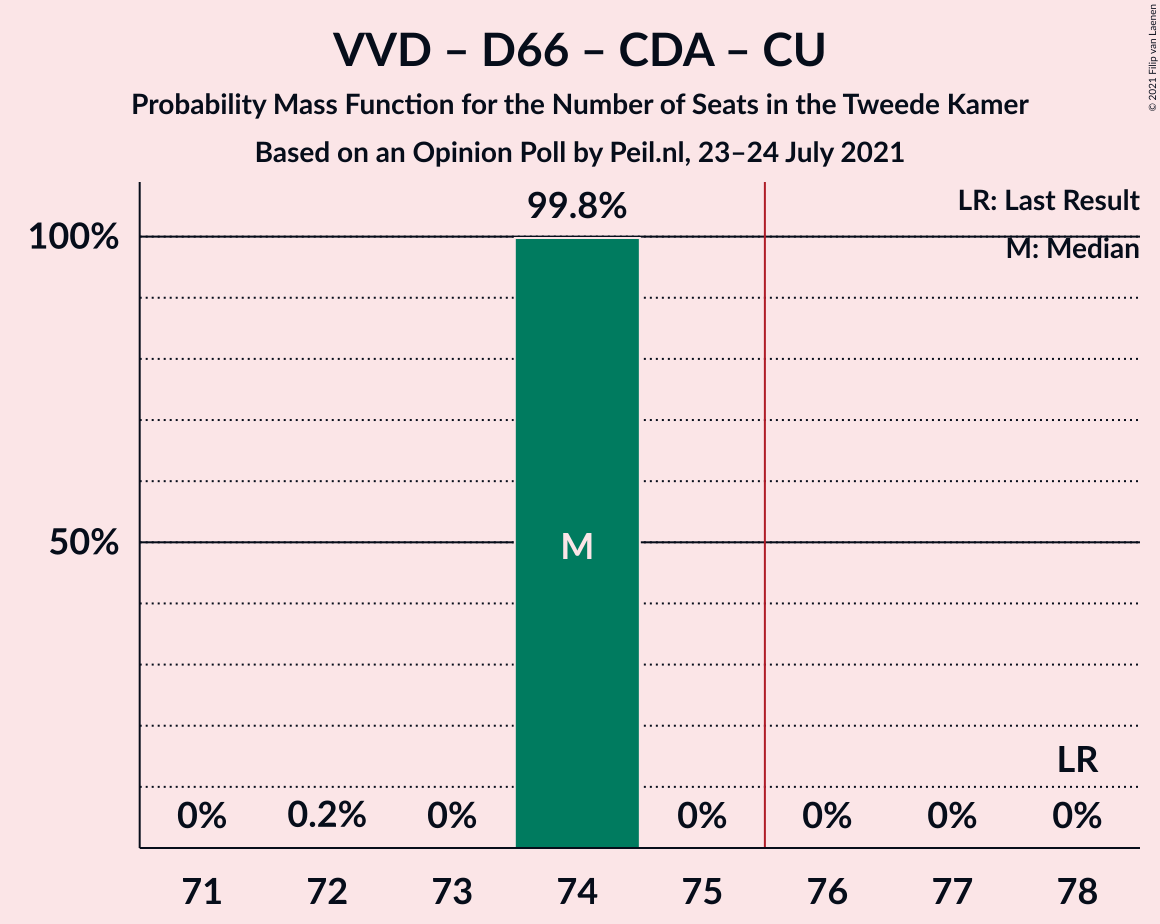 VVD – D66 – CDA – CU
Probability Mass Function for the Number of Seats in the Tweede Kamer
Based on an Opinion Poll by Peil.nl, 23–24 July 2021
© 2021 Filip van Laenen
99.8%
LR: Last Result
100%
M: Median
50%
M
LR
0% 0.2% 0% 0% 0% 0% 0%
71 72 73 74 75 76 77 78